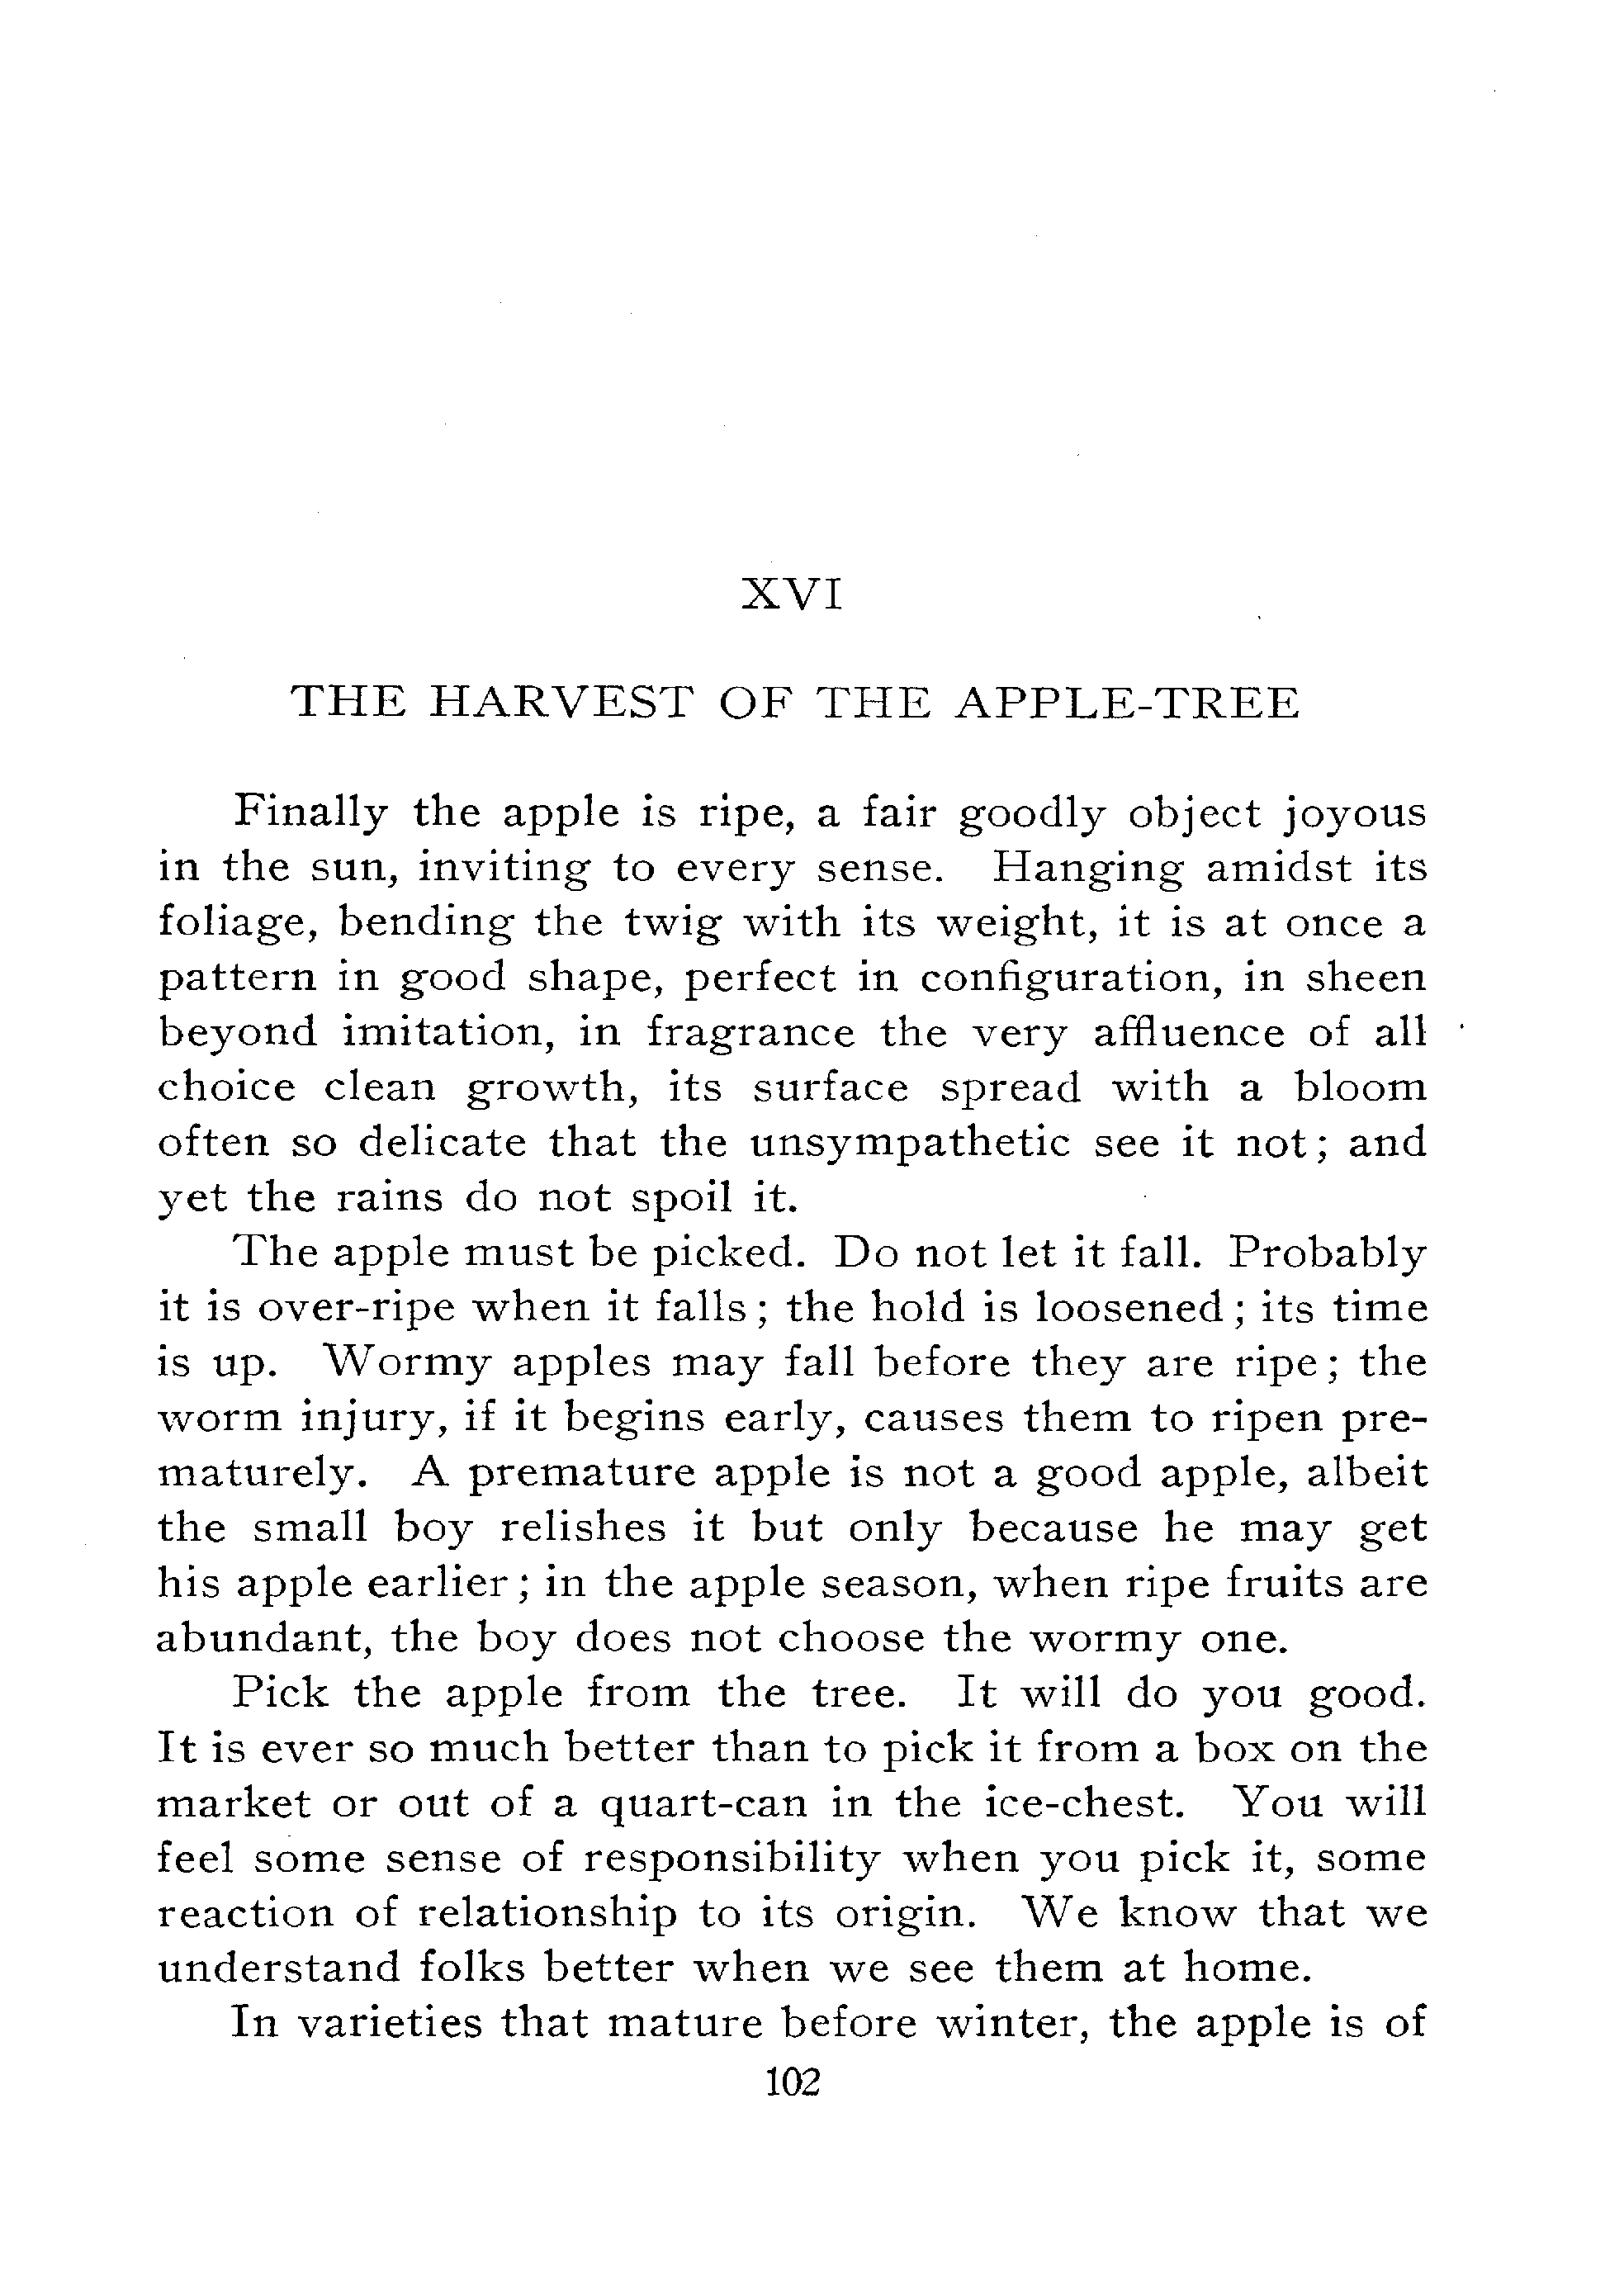 XVI
THE HARVEST OF THE APPLE-TREE
Finally the apple is ripe, a fair goodly object joyous
in the sun, inviting to every sense. Hanging amidst its
foliage, bending the twig with its weight, it is at once a
pattern in good shape, perfect in configuration, in sheen
beyond imitation, in fragrance the very affluence of all
choice clean growth, its surface spread with a bloom
often so delicate that the unsympathetic see it not; and
yet the rains do not spoil it.
The apple must be picked. Do not let it fall. Probably
it is over-ripe when it falls; the hold is loosened; its time
is up. Wormy apples may fall before they are ripe; the
worm injury, if it begins early, causes them to ripen pre-
maturely. A premature apple is not a good apple, albeit
the small boy relishes it but only because he may get
his apple earlier; in the apple season, when ripe fruits are
abundant, the boy does not choose the wormy one.
Pick the apple from the tree. It will do you good.
It is ever so much better than to pick it from a box on the
market or out of a quart-can in the ice-chest. You will
feel some sense of responsibility when you pick it, some
reaction of relationship to its origin. We know that we
understand folks better when we see them at home.
In varieties that mature before winter, the apple is of
102